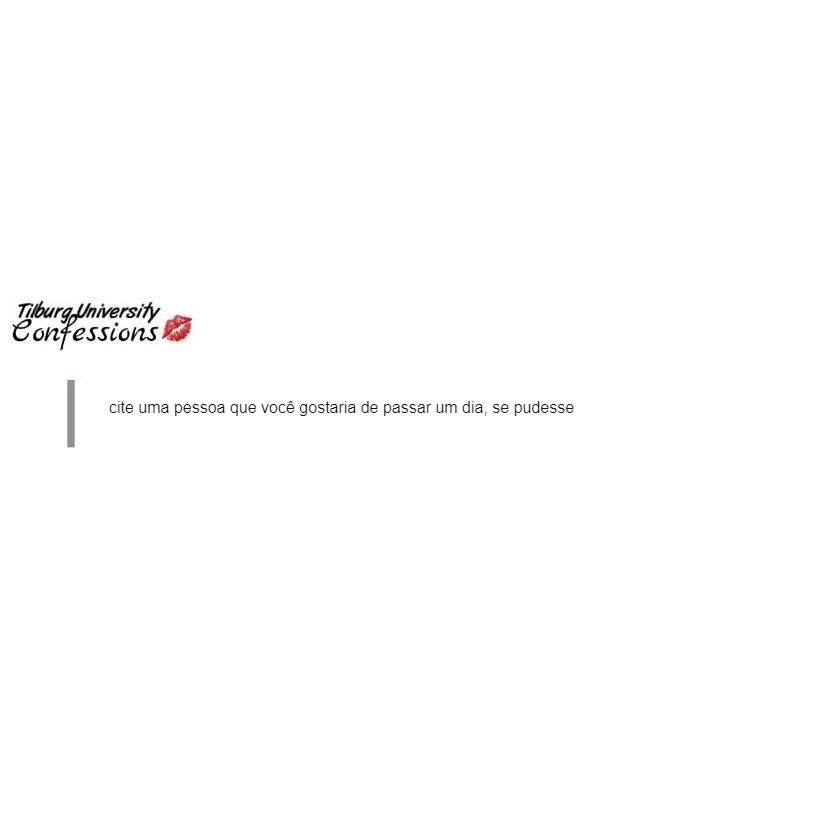 Tilburg University
Confessions
cite uma pessoa que você gostaria de passar um dia, se pudesse